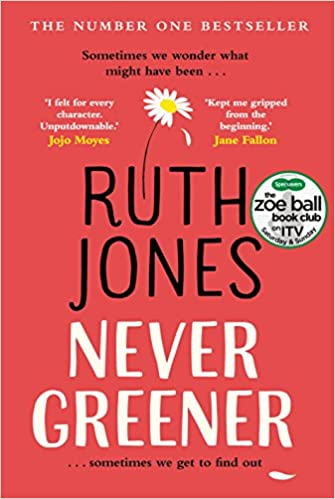 THE NUMBER ONE BESTSELLER
Sometimes we wonder what
might have been . . .
'I felt for every
character.
Unputdownable.'
Jojo Moyes
'Kept me gripped
from the
beginning.'
Jane Fallon
RUTH
JONES
Specsavers
the
zoe ball
book club
on ITV
Saturday & Sunday
NEVER
GREENER
. . . sometimes we get to find out